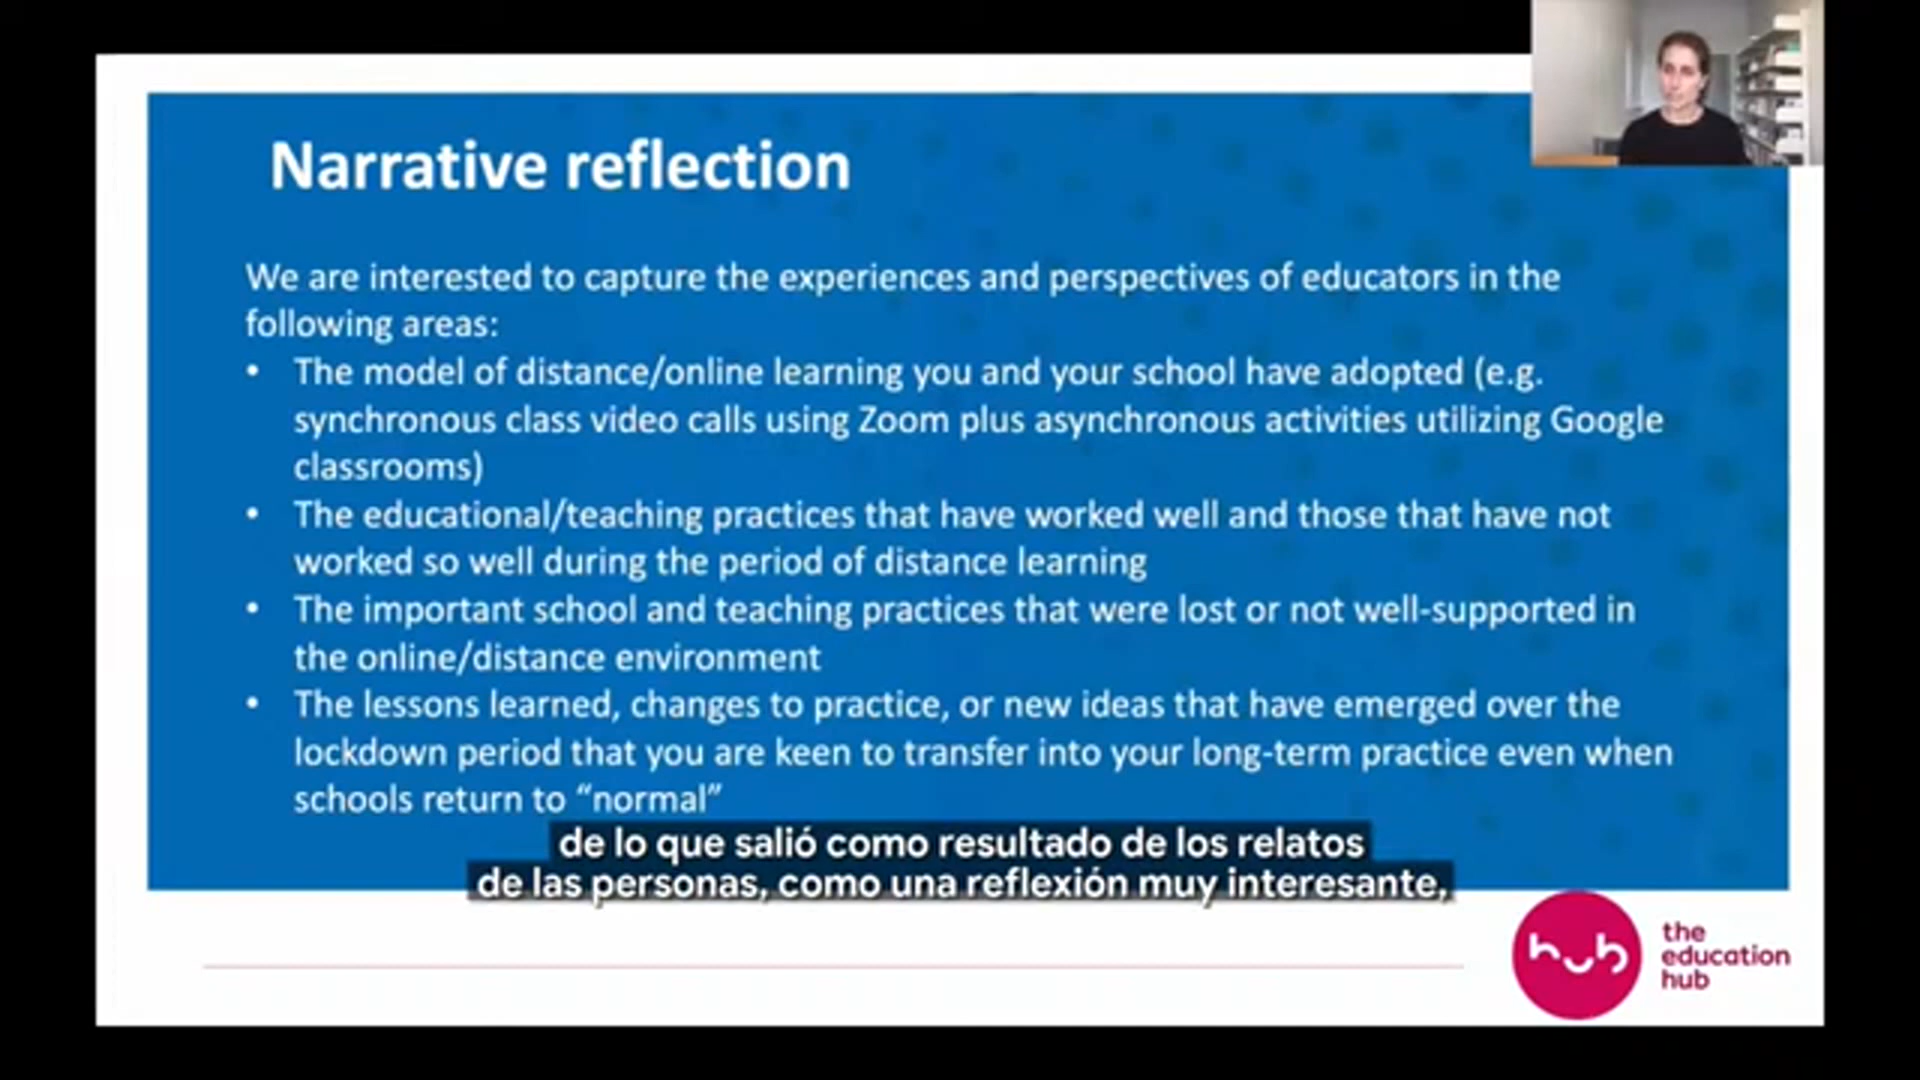 Narrative reflection
We are interested to capture the experiences and perspectives of educators in the
following areas:
• The model of distance/online learning you and your school have adopted (e.g.
synchronous class video calls using Zoom plus asynchronous activities utilizing Google
classrooms)
• The educational/teaching practices that have worked well and those that have not
worked so well during the period of distance learning
• The important school and teaching practices that were lost or not well-supported in
the online/distance environment
• The lessons learned, changes to practice, or new ideas that have emerged over the
lockdown period that you are keen to transfer into your long-term practice even when
schools return to “normal”
de lo que salió como resultado de los relatos
de las personas, como una reflexión muy interesante,
hub
the
education
hub